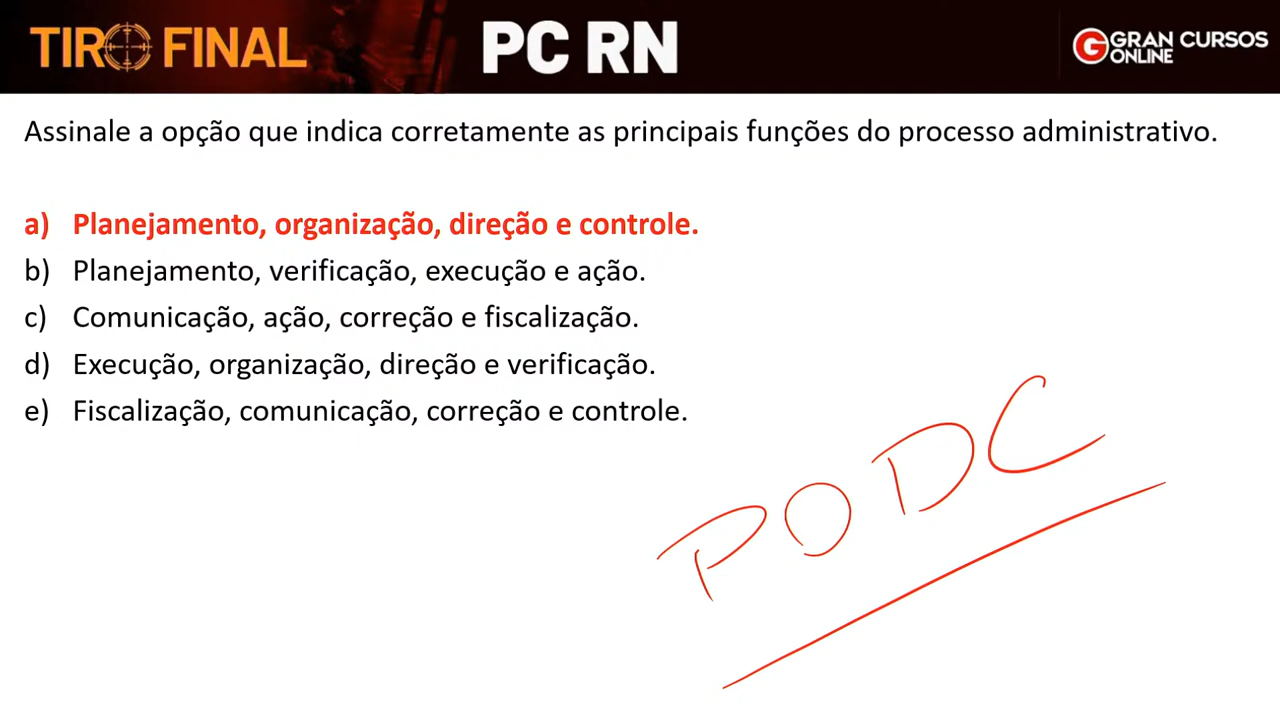 TIRO FINAL
PC RN
GRAN CURSOS
ONLINE
Assinale a opção que indica corretamente as principais funções do processo administrativo.
a) Planejamento, organização, direção e controle.
b) Planejamento, verificação, execução e ação.
c) Comunicação, ação, correção e fiscalização.
d) Execução, organização, direção e verificação.
e) Fiscalização, comunicação, correção e controle.
PODC